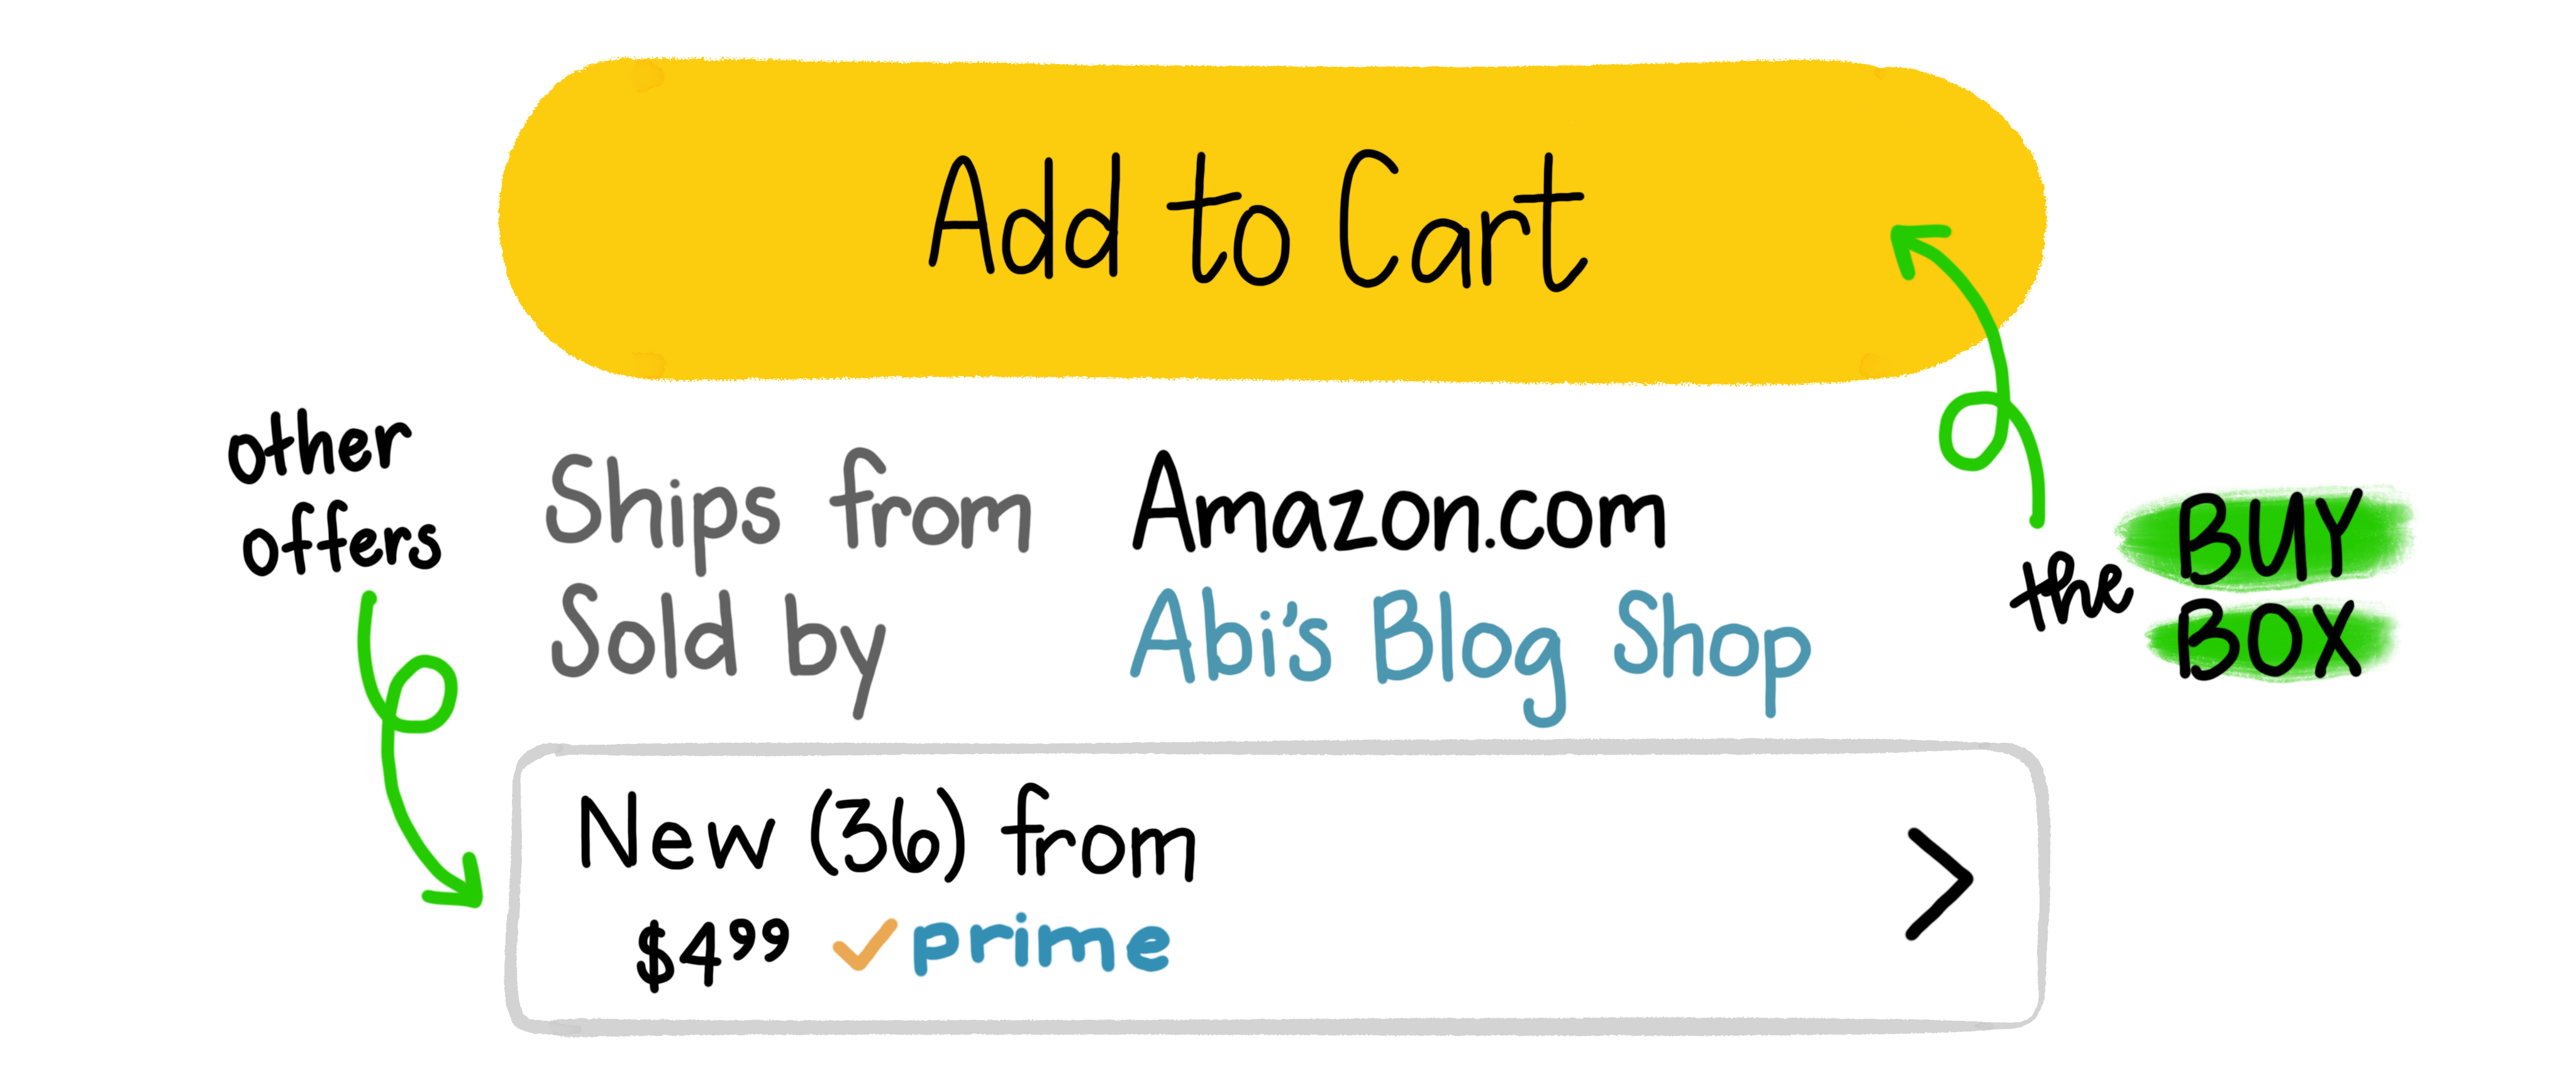 Add to Cart
other
offers
Ships from Amazon.com
Sold by Abi's Blog Shop
the BUY
BOX
New (36) from
$4.99 prime